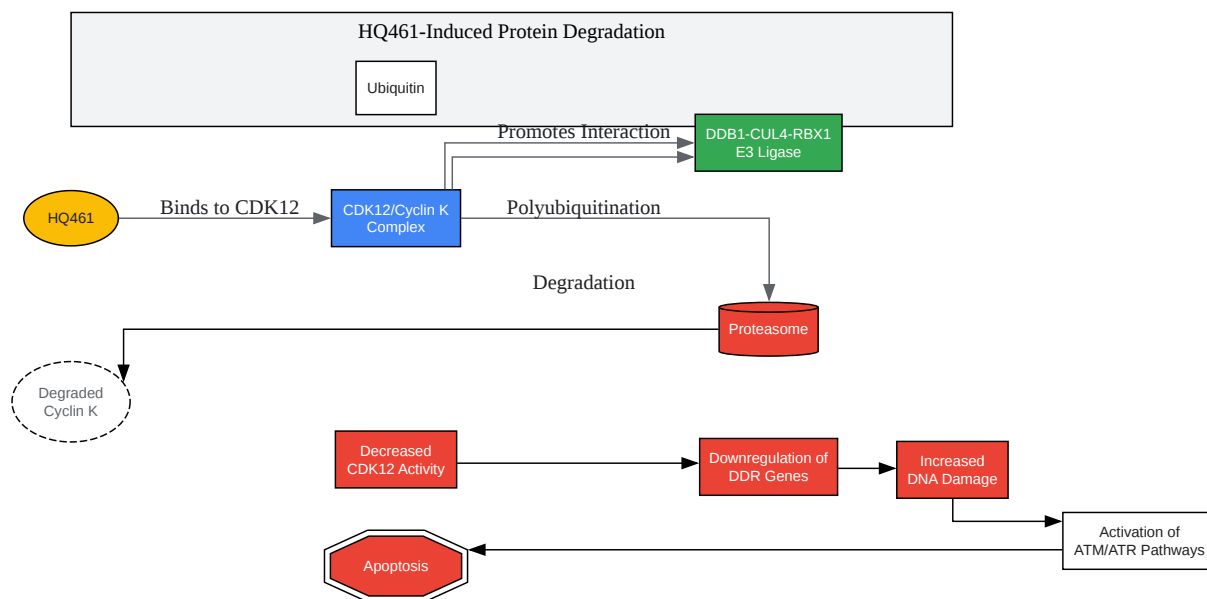 HQ461-Induced Protein Degradation
Ubiquitin
Promotes Interaction
DDB1-CUL4-RBX1
E3 Ligase
HQ461
Binds to CDK12
CDK12/Cyclin K
Complex
Polyubiquitination
Degradation
Proteasome
Degraded
Cyclin K
Decreased
CDK12 Activity
Downregulation of
DDR Genes
Increased
DNA Damage
Activation of
ATM/ATR Pathways
Apoptosis